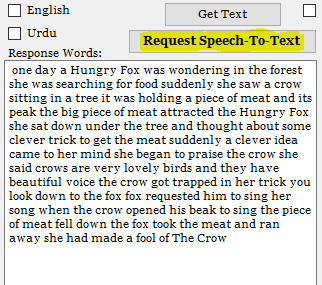 English
Get Text
Urdu
Request Speech-To-Text
Response Words:
one day a Hungry Fox was wondering in the forest
she was searching for food suddenly she saw a crow
sitting in a tree it was holding a piece of meat and its
peak the big piece of meat attracted the Hungry Fox
she sat down under the tree and thought about some
clever trick to get the meat suddenly a clever idea
came to her mind she began to praise the crow she
said crows are very lovely birds and they have
beautiful voice the crow got trapped in her trick you
look down to the fox fox requested him to sing her
song when the crow opened his beak to sing the piece
of meat fell down the fox took the meat and ran
away she had made a fool of The Crow